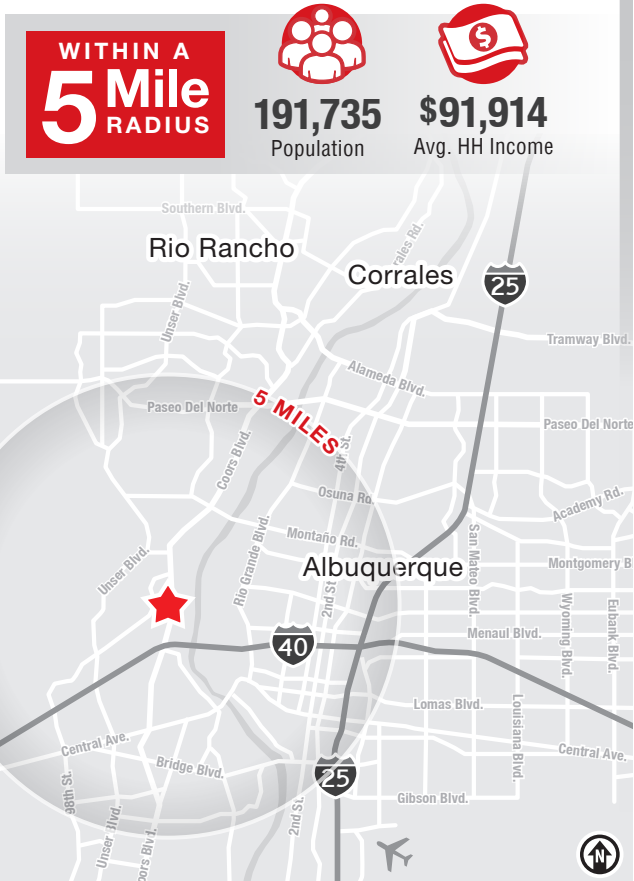 WITHIN A
5 Mile
RADIUS
191,735
Population
$91,914
Avg. HH Income
Southern Blvd.
Rio Rancho
rales Rd.
Corrales
25
Unser Blvd.
Tramway Blvd.
Alameda Blvd.
Paseo Del Norte
5 MILES
Paseo Del Norte
4th St.
Coors Blvd.
Osuna Rd.
Academy Rd.
Montaño Rd.
San Mateo Blvd.
Unser Blvd.
Rio Grande Blvd.
Albuquerque
Montgomery B
2nd St
Wyoming Blvd.
Eubank Blvd.
Menaul Blvd.
40
Lomas Blvd.
Louisiana Blvd.
Central Ave.
Central Ave.
Bridge Blvd.
25
98th St.
Gibson Blvd.
2nd St.
Unser Blvd.
oors Blvd.
N